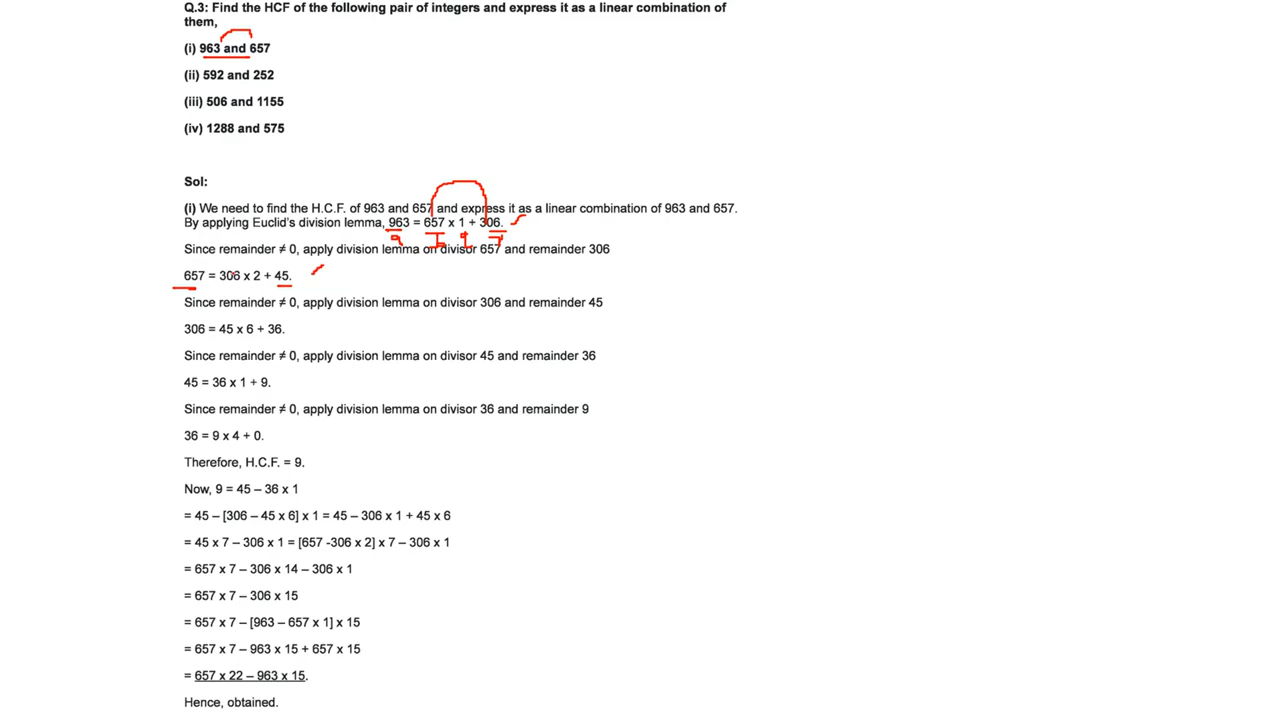 Q.3: Find the HCF of the following pair of integers and express it as a linear combination of
them,
(i) 963 and 657
(ii) 592 and 252
(iii) 506 and 1155
(iv) 1288 and 575
Sol:
(i) We need to find the H.C.F. of 963 and 657 and express it as a linear combination of 963 and 657.
By applying Euclid's division lemma, 963 = 657 x 1 + 306.
a b q r
Since remainder ≠ 0, apply division lemma on divisor 657 and remainder 306
657 = 306 x 2 + 45.
Since remainder ≠ 0, apply division lemma on divisor 306 and remainder 45
306 = 45 x 6 + 36.
Since remainder ≠ 0, apply division lemma on divisor 45 and remainder 36
45 = 36 x 1 + 9.
Since remainder ≠ 0, apply division lemma on divisor 36 and remainder 9
36 = 9 x 4 + 0.
Therefore, H.C.F. = 9.
Now, 9 = 45 – 36 x 1
= 45 – [306 – 45 x 6] x 1 = 45 – 306 x 1 + 45 x 6
= 45 x 7 – 306 x 1 = [657 -306 x 2] x 7 – 306 x 1
= 657 x 7 – 306 x 14 – 306 x 1
= 657 x 7 – 306 x 15
= 657 x 7 – [963 – 657 x 1] x 15
= 657 x 7 – 963 x 15 + 657 x 15
= 657 x 22 – 963 x 15.
Hence, obtained.